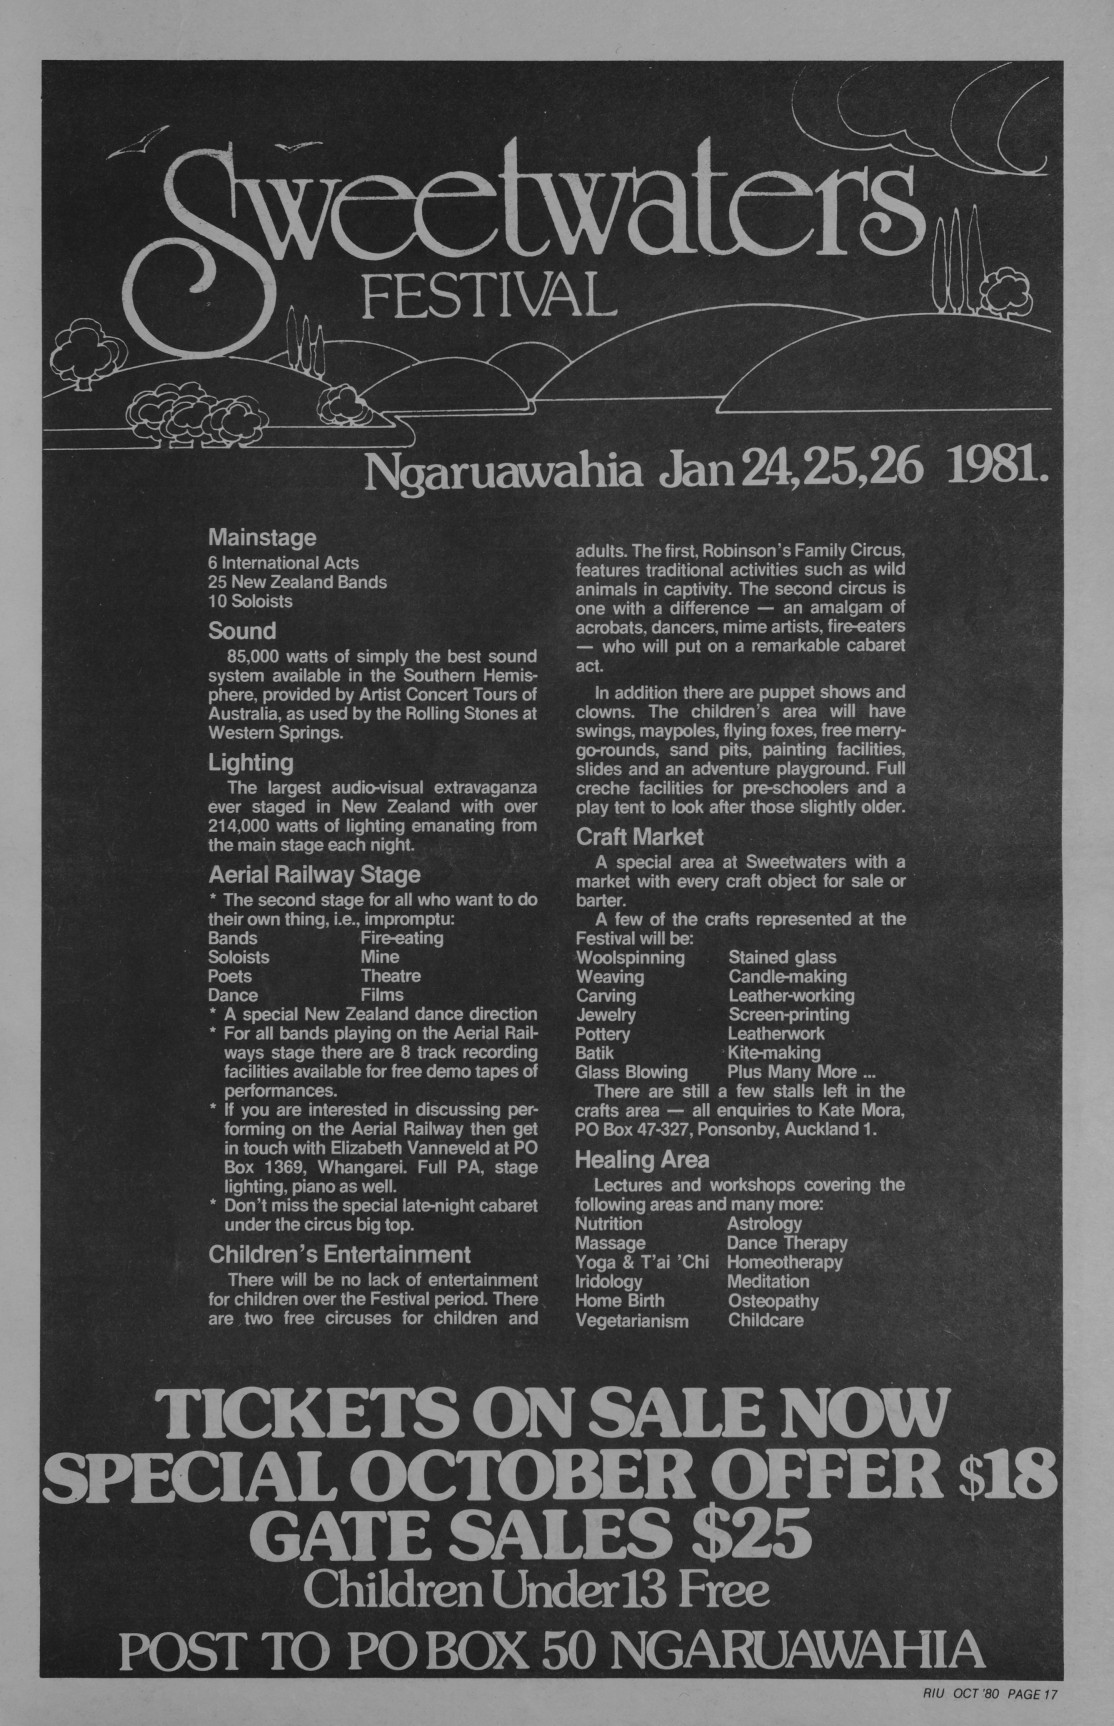 Sweetwaters
FESTIVAL
Ngaruawahia Jan 24,25,26 1981.
Mainstage
6 International Acts
25 New Zealand Bands
10 Soloists
Sound
85,000 watts of simply the best sound
system available in the Southern Hemis-
phere, provided by Artist Concert Tours of
Australia, as used by the Rolling Stones at
Western Springs.
Lighting
The largest audio-visual extravaganza
ever staged in New Zealand with over
214,000 watts of lighting emanating from
the main stage each night.
Aerial Railway Stage
* The second stage for all who want to do
their own thing, i.e., impromptu:
Bands Fire-eating
Soloists Mine
Poets Theatre
Dance Films
* A special New Zealand dance direction
* For all bands playing on the Aerial Rail-
ways stage there are 8 track recording
facilities available for free demo tapes of
performances.
* If you are interested in discussing per-
forming on the Aerial Railway then get
in touch with Elizabeth Vanneveld at PO
Box 1369, Whangarei. Full PA, stage
lighting, piano as well.
* Don't miss the special late-night cabaret
under the circus big top.
Children's Entertainment
There will be no lack of entertainment
for children over the Festival period. There
are two free circuses for children and
adults. The first, Robinson's Family Circus,
features traditional activities such as wild
animals in captivity. The second circus is
one with a difference — an amalgam of
acrobats, dancers, mime artists, fire-eaters
— who will put on a remarkable cabaret
act.
In addition there are puppet shows and
clowns. The children's area will have
swings, maypoles, flying foxes, free merry-
go-rounds, sand pits, painting facilities,
slides and an adventure playground. Full
creche facilities for pre-schoolers and a
play tent to look after those slightly older.
Craft Market
A special area at Sweetwaters with a
market with every craft object for sale or
barter.
A few of the crafts represented at the
Festival will be:
Woolspinning Stained glass
Weaving Candle-making
Carving Leather-working
Jewelry Screen-printing
Pottery Leatherwork
Batik Kite-making
Glass Blowing Plus Many More ...
There are still a few stalls left in the
crafts area — all enquiries to Kate Mora,
PO Box 47-327, Ponsonby, Auckland 1.
Healing Area
Lectures and workshops covering the
following areas and many more:
Nutrition Astrology
Massage Dance Therapy
Yoga & T'ai 'Chi Homeotherapy
Iridology Meditation
Home Birth Osteopathy
Vegetarianism Childcare
TICKETS ON SALE NOW
SPECIAL OCTOBER OFFER $18
GATE SALES $25
Children Under 13 Free
POST TO PO BOX 50 NGARUAWAHIA
RIU OCT '80 PAGE 17